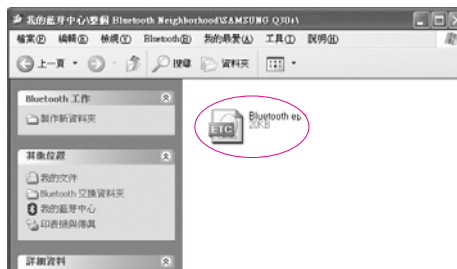 我的藍芽中心\整個 Bluetooth Neighborhood\SAMSUNG Q30+\
檔案(F) 編輯(E) 檢視(V) Bluetooth(B) 我的最愛(A) 工具(T) 說明(H)
上一頁 搜尋 資料夾
Bluetooth 工作
製作新資料夾
其他位置
我的文件
Bluetooth 交換資料夾
我的藍芽中心
印表機與傳真
詳細資料
ETC
Bluetooth ep
20KB